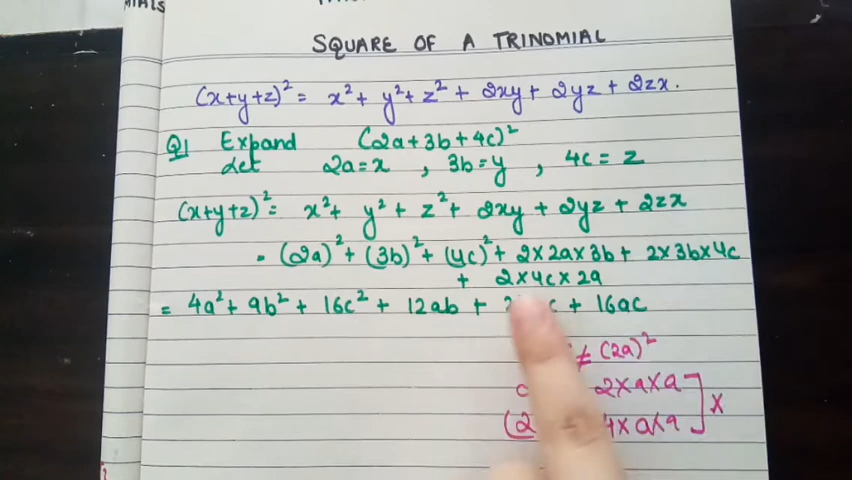 SQUARE OF A TRINOMIAL
(x+y+z)² = x² + y² + z² + 2xy + 2yz + 2zx.
Q1 Expand (2a+3b+4c)²
Let 2a=x , 3b=y , 4c = z
(x+y+z)² = x² + y² + z² + 2xy + 2yz + 2zx
= (2a)² + (3b)² + (4c)² + 2×2a×3b + 2×3b×4c
+ 2×4c×2a
= 4a² + 9b² + 16c² + 12ab + c + 16ac
≠ (2a)²
2×a×a
(2 4×a×a ] ×